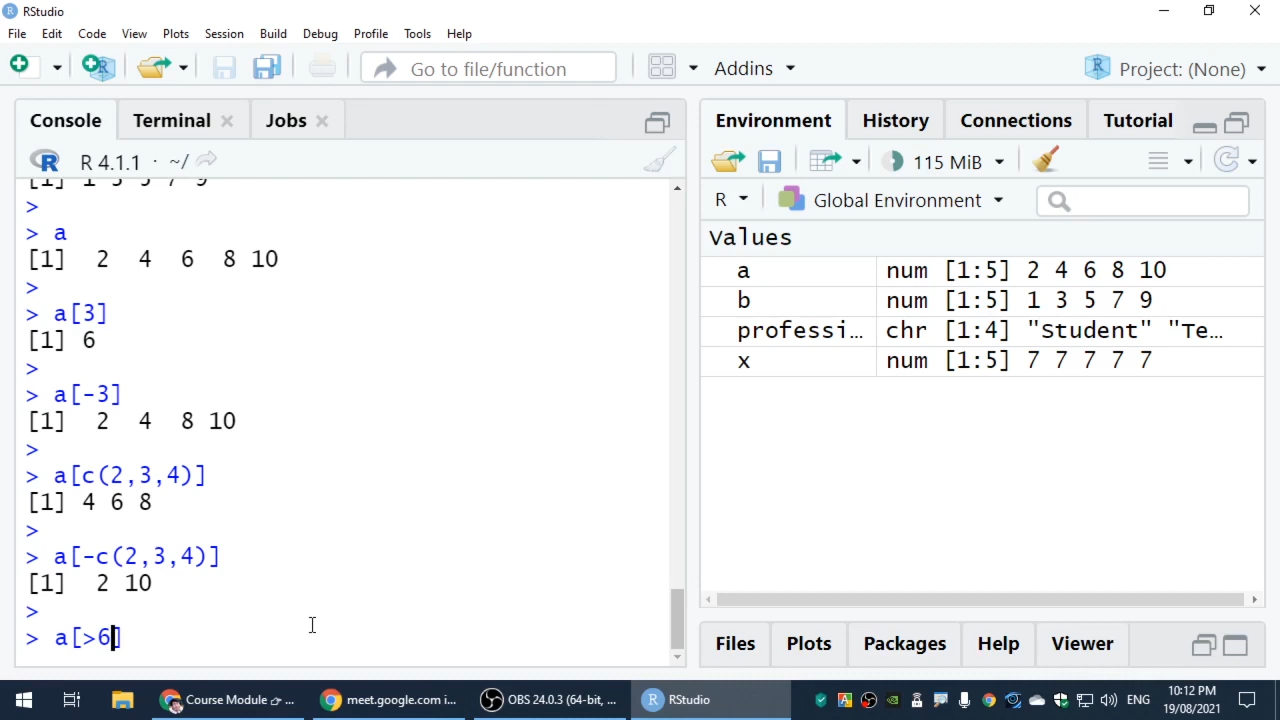 RStudio
File Edit Code View Plots Session Build Debug Profile Tools Help
Go to file/function
Addins
Project: (None)
Console Terminal Jobs
R 4.1.1 · ~/
[1] 1 3 5 7 9
>
> a
[1] 2 4 6 8 10
>
> a[3]
[1] 6
>
> a[-3]
[1] 2 4 8 10
>
> a[c(2,3,4)]
[1] 4 6 8
>
> a[-c(2,3,4)]
[1] 2 10
>
> a[>6]
Environment History Connections Tutorial
115 MiB
R Global Environment
Values
a num [1:5] 2 4 6 8 10
b num [1:5] 1 3 5 7 9
professi... chr [1:4] "Student" "Te...
x num [1:5] 7 7 7 7 7
Files Plots Packages Help Viewer
Course Module ... meet.google.com i... OBS 24.0.3 (64-bit, ... RStudio
ENG
10:12 PM
19/08/2021